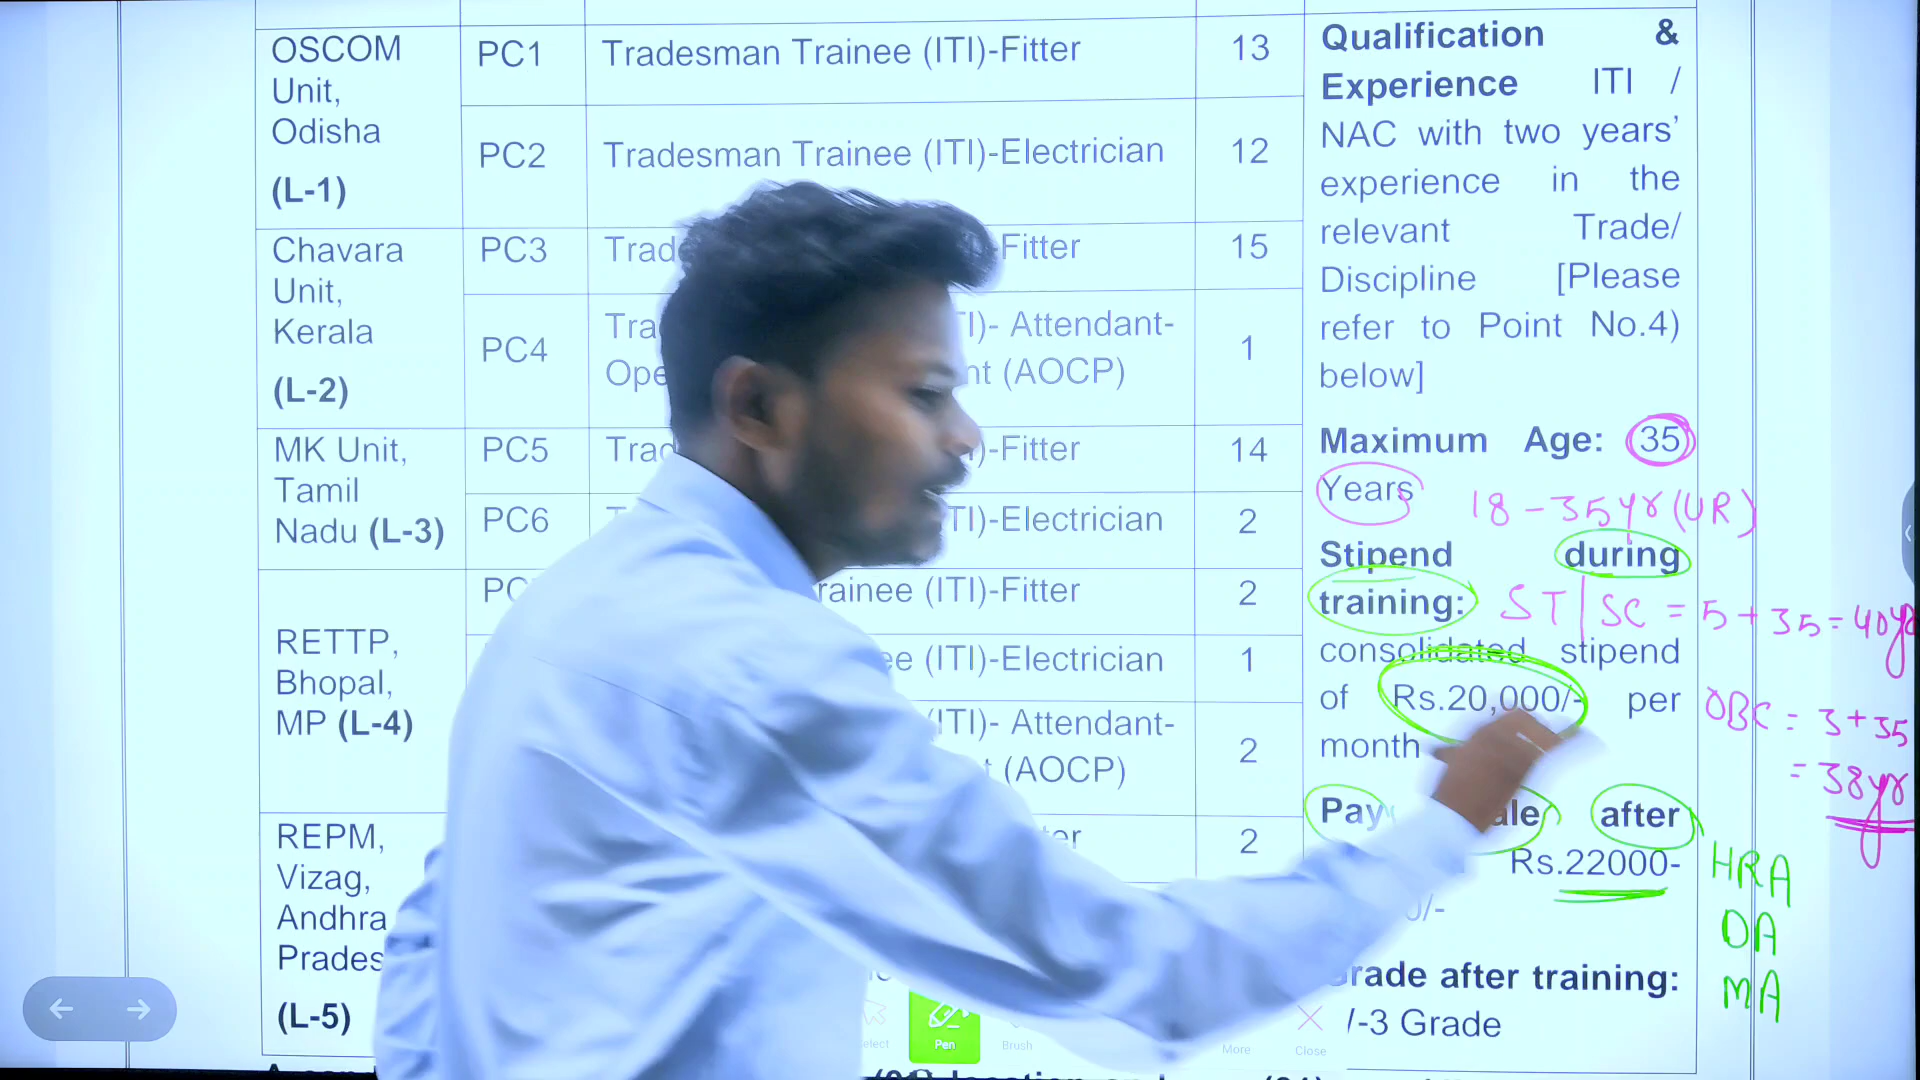 OSCOM
Unit,
Odisha
(L-1)
PC1
Tradesman Trainee (ITI)-Fitter
13
PC2
Tradesman Trainee (ITI)-Electrician
12
Chavara
Unit,
Kerala
(L-2)
PC3
-Fitter
15
PC4
)- Attendant-
(AOCP)
1
MK Unit,
Tamil
Nadu (L-3)
PC5
)-Fitter
14
PC6
TI)-Electrician
2
RETTP,
Bhopal,
MP (L-4)
rainee (ITI)-Fitter
2
ee (ITI)-Electrician
1
(ITI)- Attendant-
(AOCP)
2
REPM,
Vizag,
Andhra
Prades
(L-5)
2
Qualification &
Experience ITI /
NAC with two years'
experience in the
relevant Trade/
Discipline [Please
refer to Point No.4)
below]
Maximum Age: 35
Years
18 - 35yr (UR)
Stipend during
training:
ST | SC = 5 + 35 = 40yr
consolidated stipend
of Rs.20,000/- per
month
OBC = 3 + 35
= 38yr
Pay ale after
Rs.22000-
0/-
HRA
DA
MA
rade after training:
-3 Grade
elect
Pen
Brush
More
Close